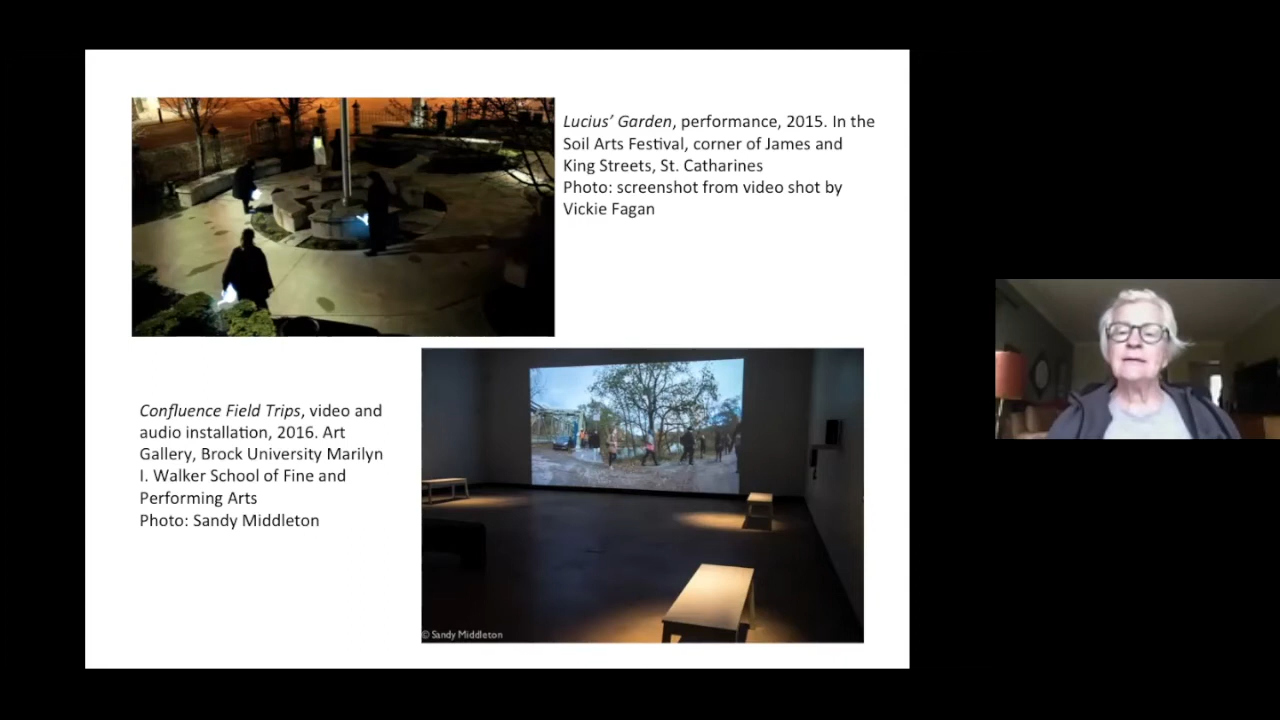 Lucius’ Garden, performance, 2015. In the
Soil Arts Festival, corner of James and
King Streets, St. Catharines
Photo: screenshot from video shot by
Vickie Fagan
Confluence Field Trips, video and
audio installation, 2016. Art
Gallery, Brock University Marilyn
I. Walker School of Fine and
Performing Arts
Photo: Sandy Middleton
© Sandy Middleton